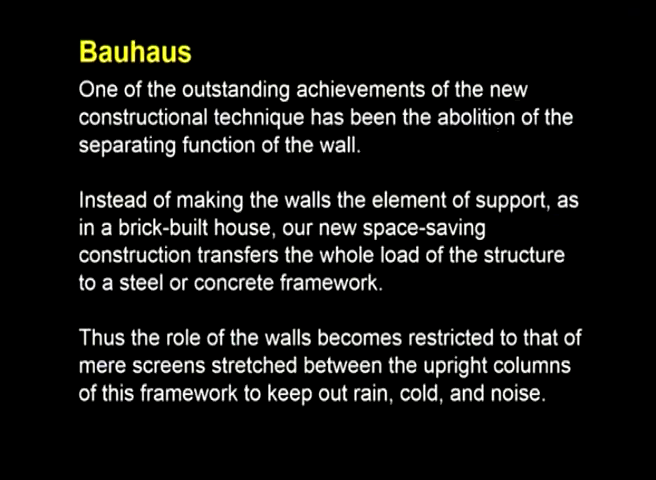 Bauhaus
One of the outstanding achievements of the new
constructional technique has been the abolition of the
separating function of the wall.
Instead of making the walls the element of support, as
in a brick-built house, our new space-saving
construction transfers the whole load of the structure
to a steel or concrete framework.
Thus the role of the walls becomes restricted to that of
mere screens stretched between the upright columns
of this framework to keep out rain, cold, and noise.